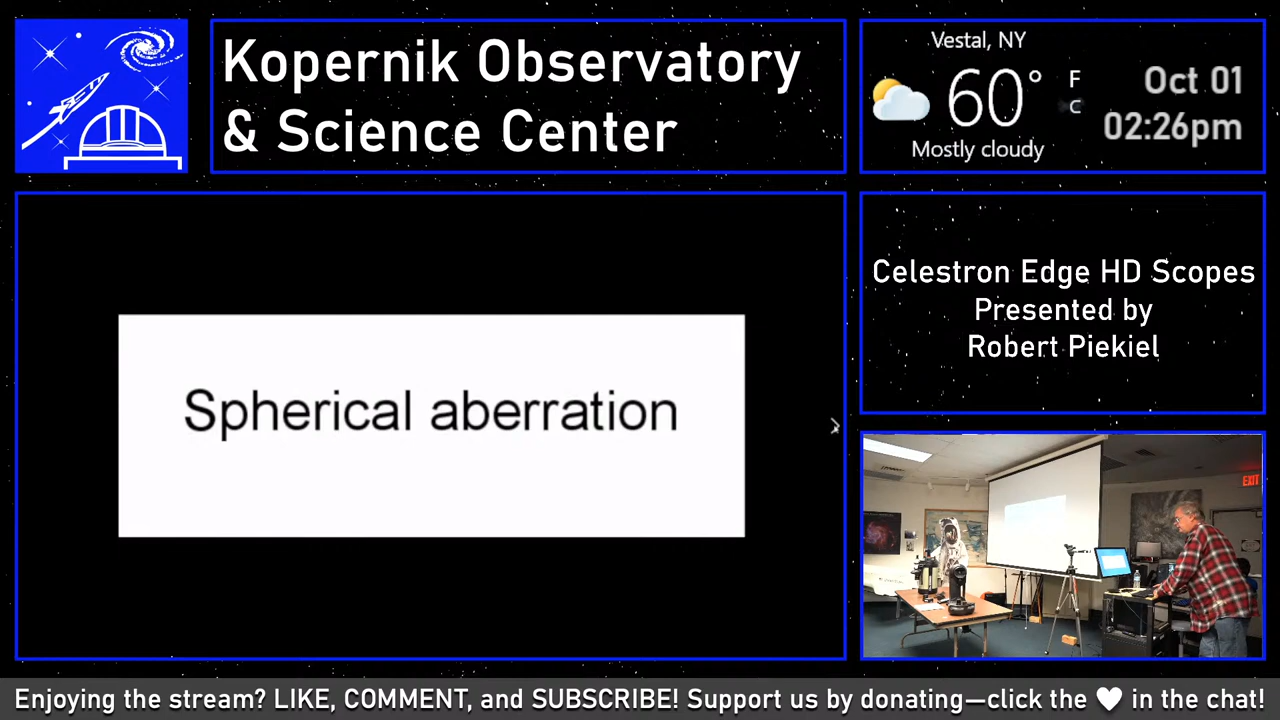 Kopernik Observatory
& Science Center
Vestal, NY
60° F
C
Mostly cloudy
Oct 01
02:26pm
Spherical aberration
Celestron Edge HD Scopes
Presented by
Robert Piekiel
EXIT
Enjoying the stream? LIKE, COMMENT, and SUBSCRIBE! Support us by donating—click the ♥ in the chat!